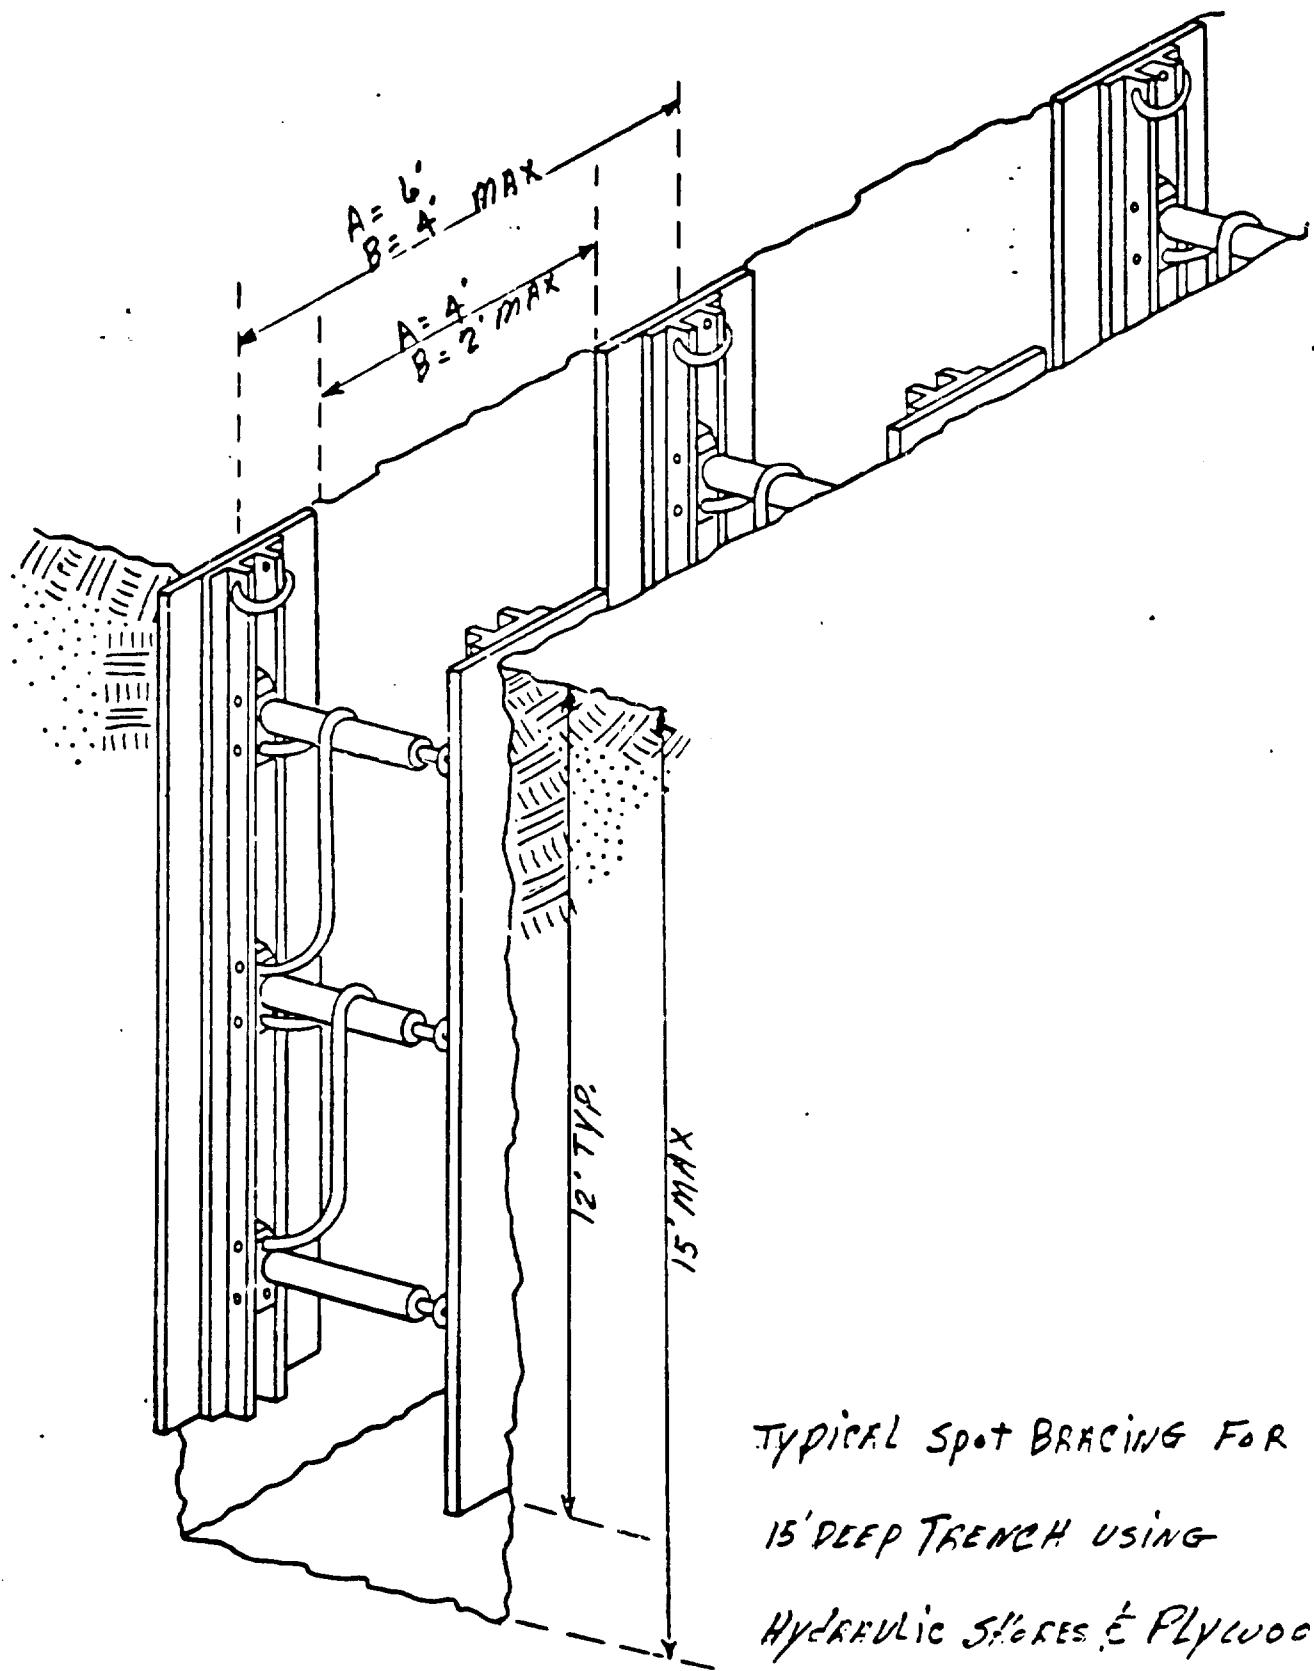 A = 6'
B = 4' MAX
A = 4'
B = 2' MAX
12' TYP.
15' MAX
TYPICAL Spot BRACING FOR
15' DEEP TRENCH USING
HYdRAULIC SHORES & PLYWOO